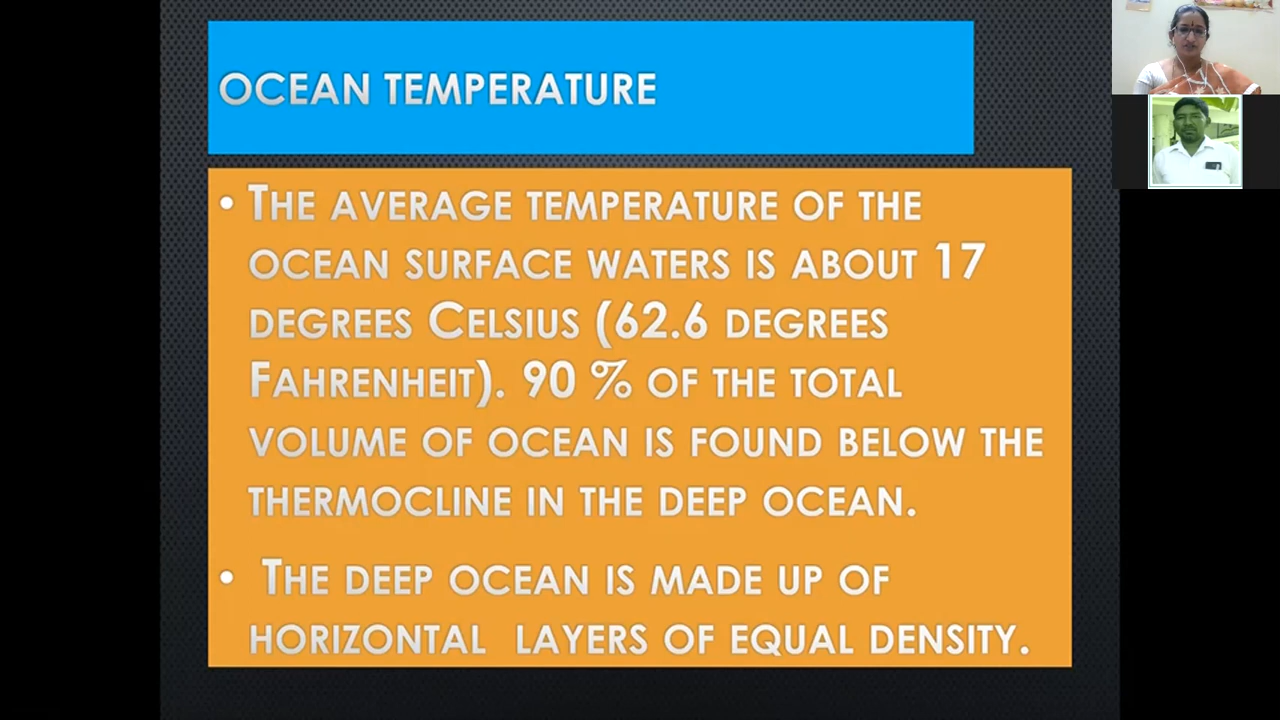 OCEAN TEMPERATURE
• THE AVERAGE TEMPERATURE OF THE
OCEAN SURFACE WATERS IS ABOUT 17
DEGREES CELSIUS (62.6 DEGREES
FAHRENHEIT). 90 % OF THE TOTAL
VOLUME OF OCEAN IS FOUND BELOW THE
THERMOCLINE IN THE DEEP OCEAN.
• THE DEEP OCEAN IS MADE UP OF
HORIZONTAL LAYERS OF EQUAL DENSITY.